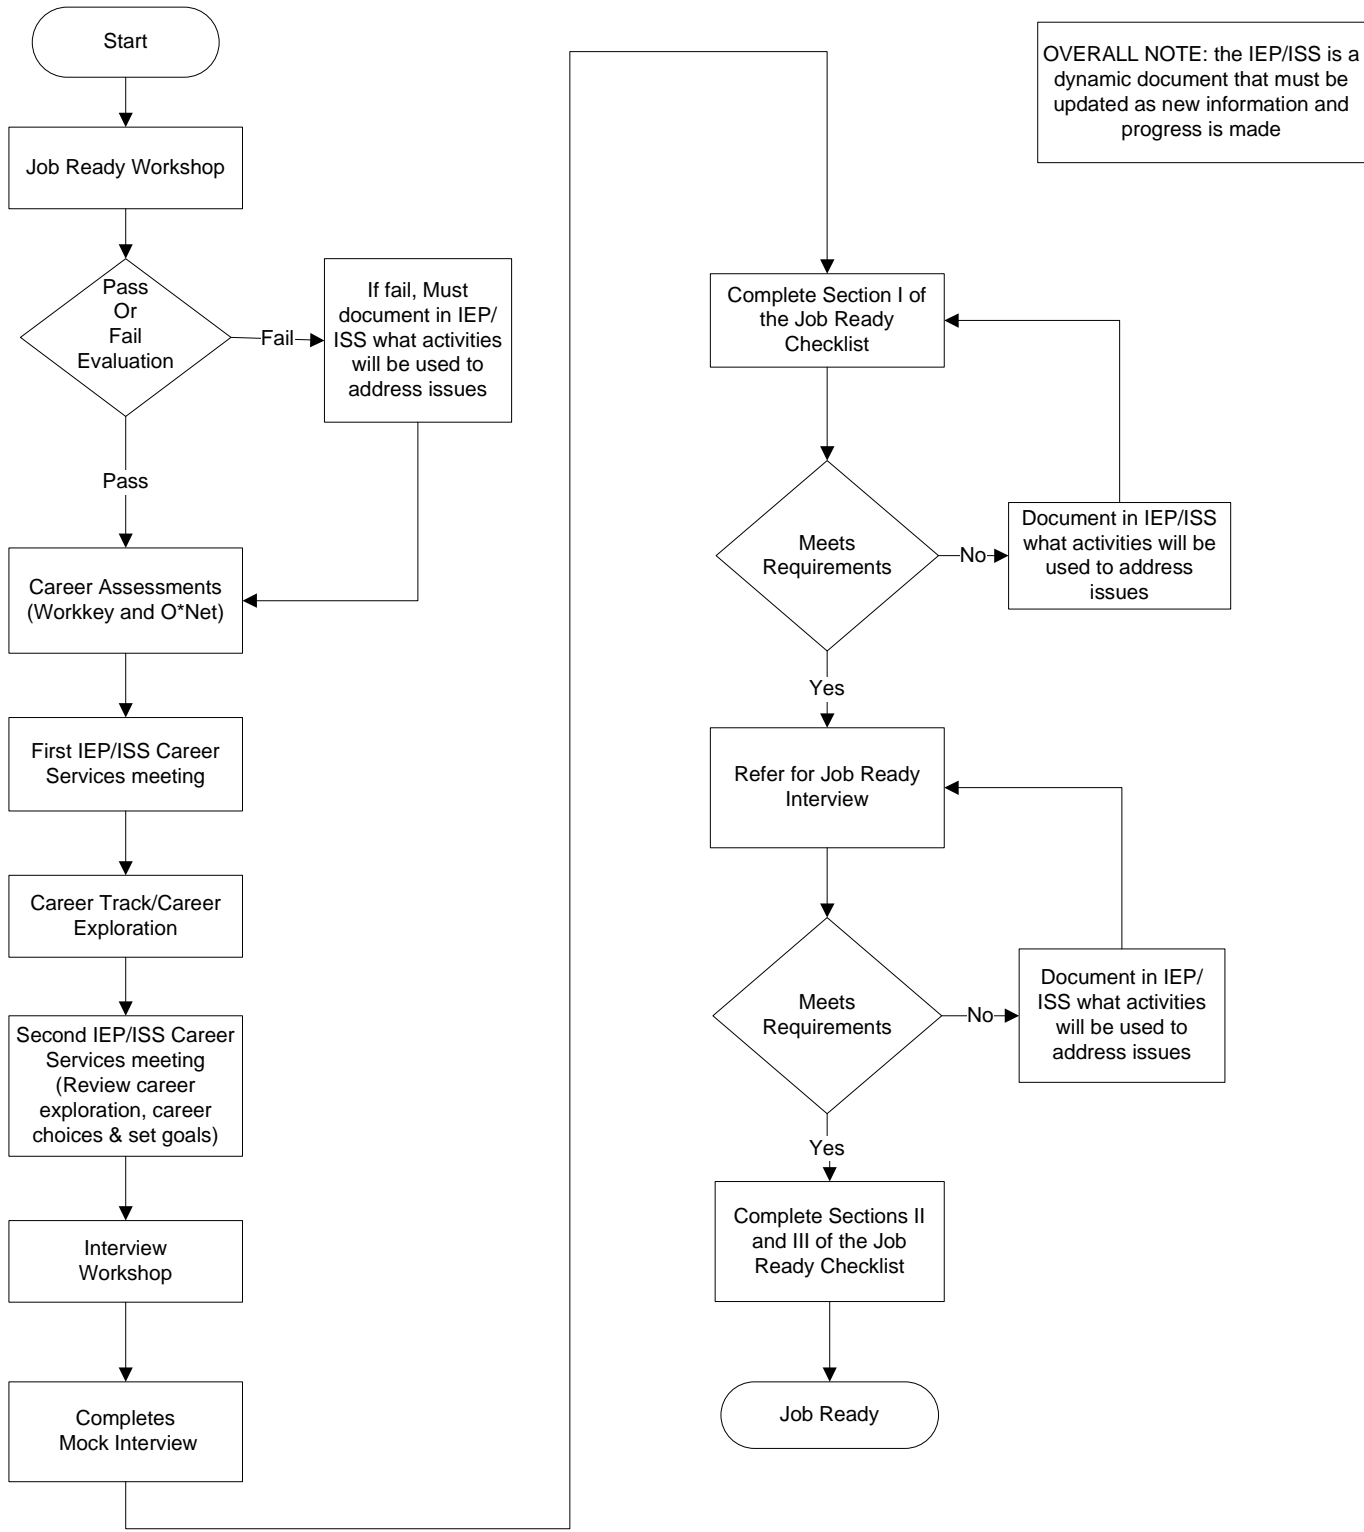 Start
Job Ready Workshop
Pass
Or
Fail
Evaluation
Fail
If fail, Must
document in IEP/
ISS what activities
will be used to
address issues
Pass
Career Assessments
(Workkey and O*Net)
First IEP/ISS Career
Services meeting
Career Track/Career
Exploration
Second IEP/ISS Career
Services meeting
(Review career
exploration, career
choices & set goals)
Interview
Workshop
Completes
Mock Interview
OVERALL NOTE: the IEP/ISS is a
dynamic document that must be
updated as new information and
progress is made
Complete Section I of
the Job Ready
Checklist
Meets
Requirements
No
Document in IEP/ISS
what activities will be
used to address
issues
Yes
Refer for Job Ready
Interview
Meets
Requirements
No
Document in IEP/
ISS what activities
will be used to
address issues
Yes
Complete Sections II
and III of the Job
Ready Checklist
Job Ready